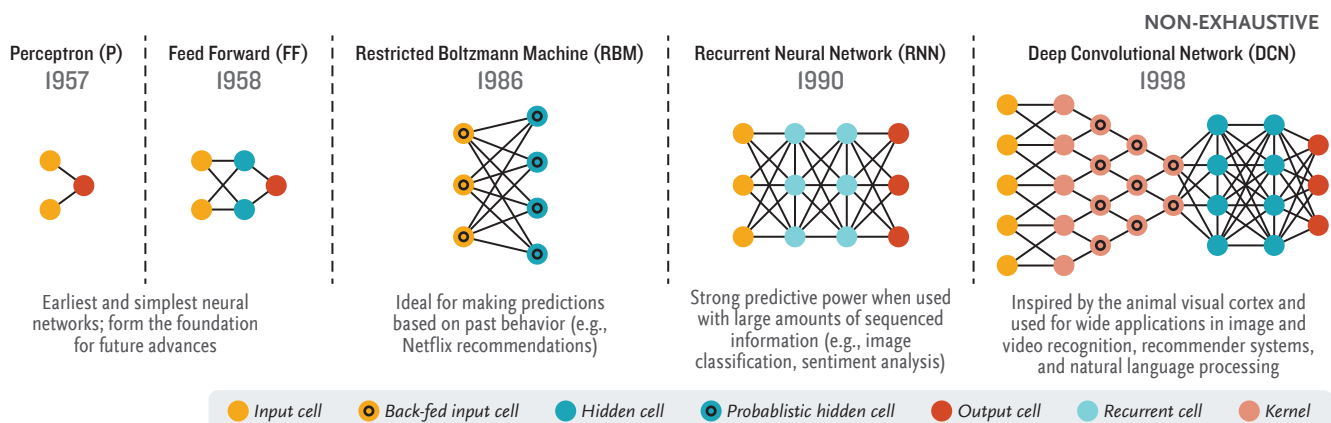 NON-EXHAUSTIVE
Perceptron (P)
1957
Feed Forward (FF)
1958
Restricted Boltzmann Machine (RBM)
1986
Recurrent Neural Network (RNN)
1990
Deep Convolutional Network (DCN)
1998
Earliest and simplest neural
networks; form the foundation
for future advances
Ideal for making predictions
based on past behavior (e.g.,
Netflix recommendations)
Strong predictive power when used
with large amounts of sequenced
information (e.g., image
classification, sentiment analysis)
Inspired by the animal visual cortex and
used for wide applications in image and
video recognition, recommender systems,
and natural language processing
Input cell
Back-fed input cell
Hidden cell
Probablistic hidden cell
Output cell
Recurrent cell
Kernel